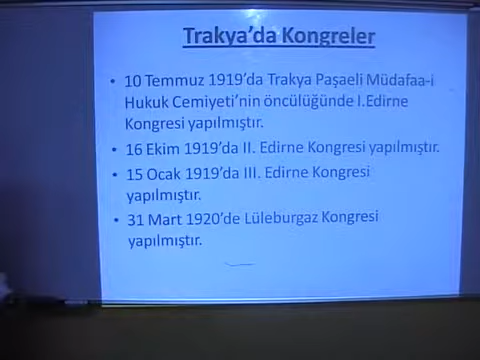 Trakya'da Kongreler
• 10 Temmuz 1919'da Trakya Paşaeli Müdafaa-i
Hukuk Cemiyeti'nin öncülüğünde I.Edirne
Kongresi yapılmıştır.
• 16 Ekim 1919'da II. Edirne Kongresi yapılmıştır.
• 15 Ocak 1919'da III. Edirne Kongresi
yapılmıştır.
• 31 Mart 1920'de Lüleburgaz Kongresi
yapılmıştır.